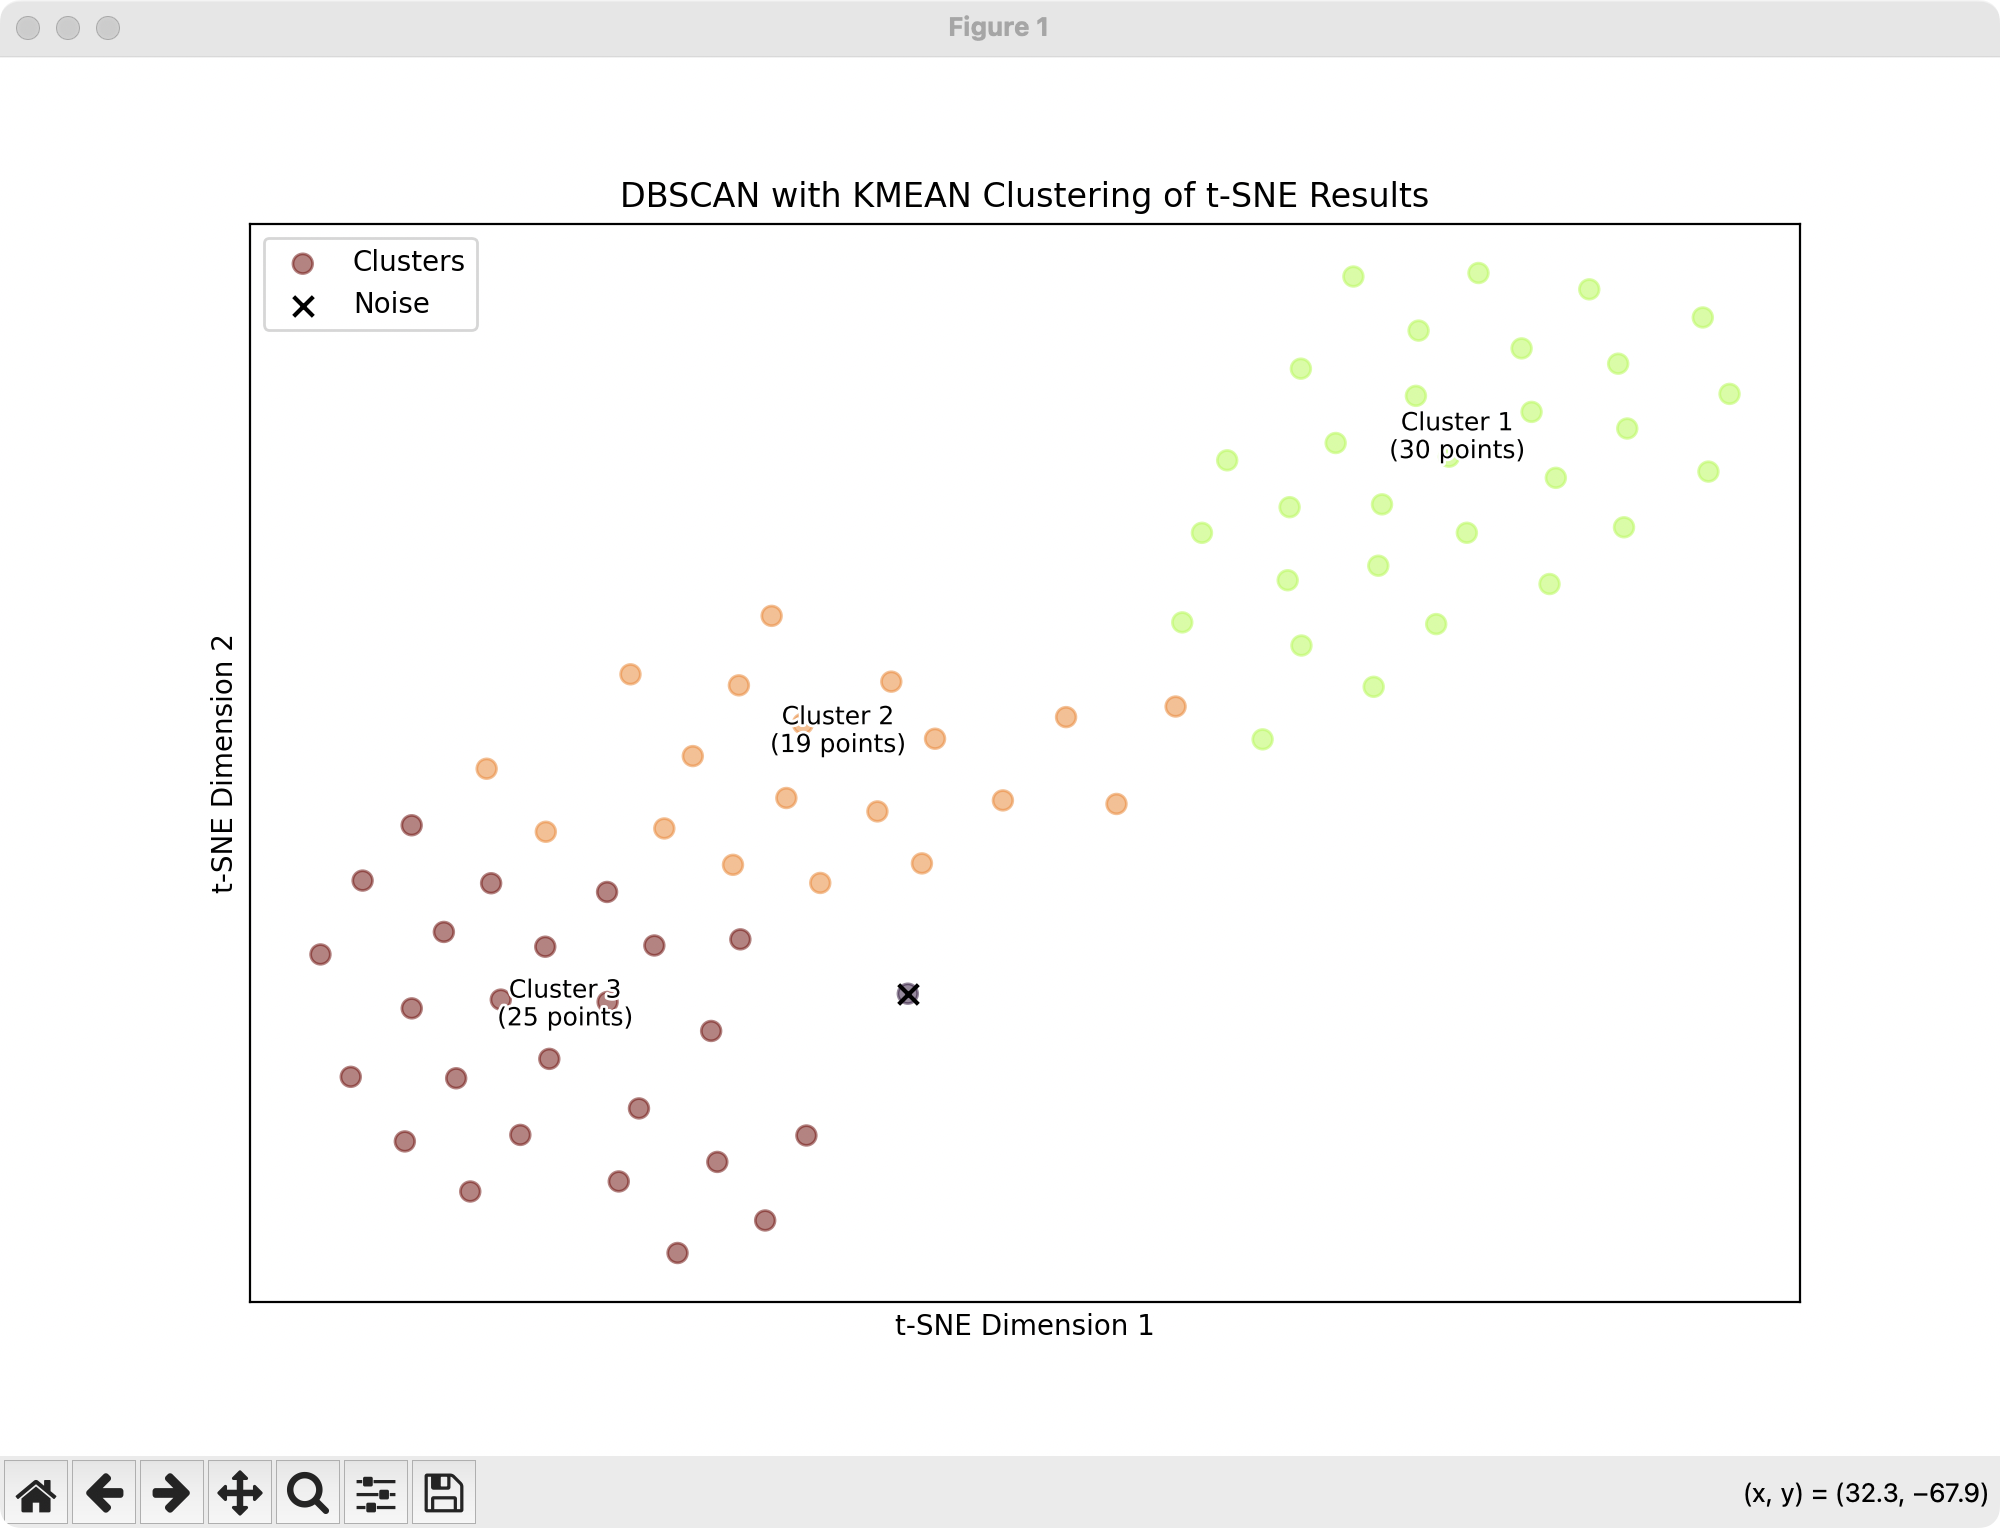 Figure 1
DBSCAN with KMEAN Clustering of t-SNE Results
Clusters
Noise
Cluster 1
(30 points)
Cluster 2
(19 points)
Cluster 3
(25 points)
t-SNE Dimension 2
t-SNE Dimension 1
(x, y) = (32.3, −67.9)